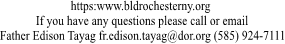 https:www.bldrochesterny.org
If you have any questions please call or email
Father Edison Tayag fr.edison.tayag@dor.org (585) 924-7111